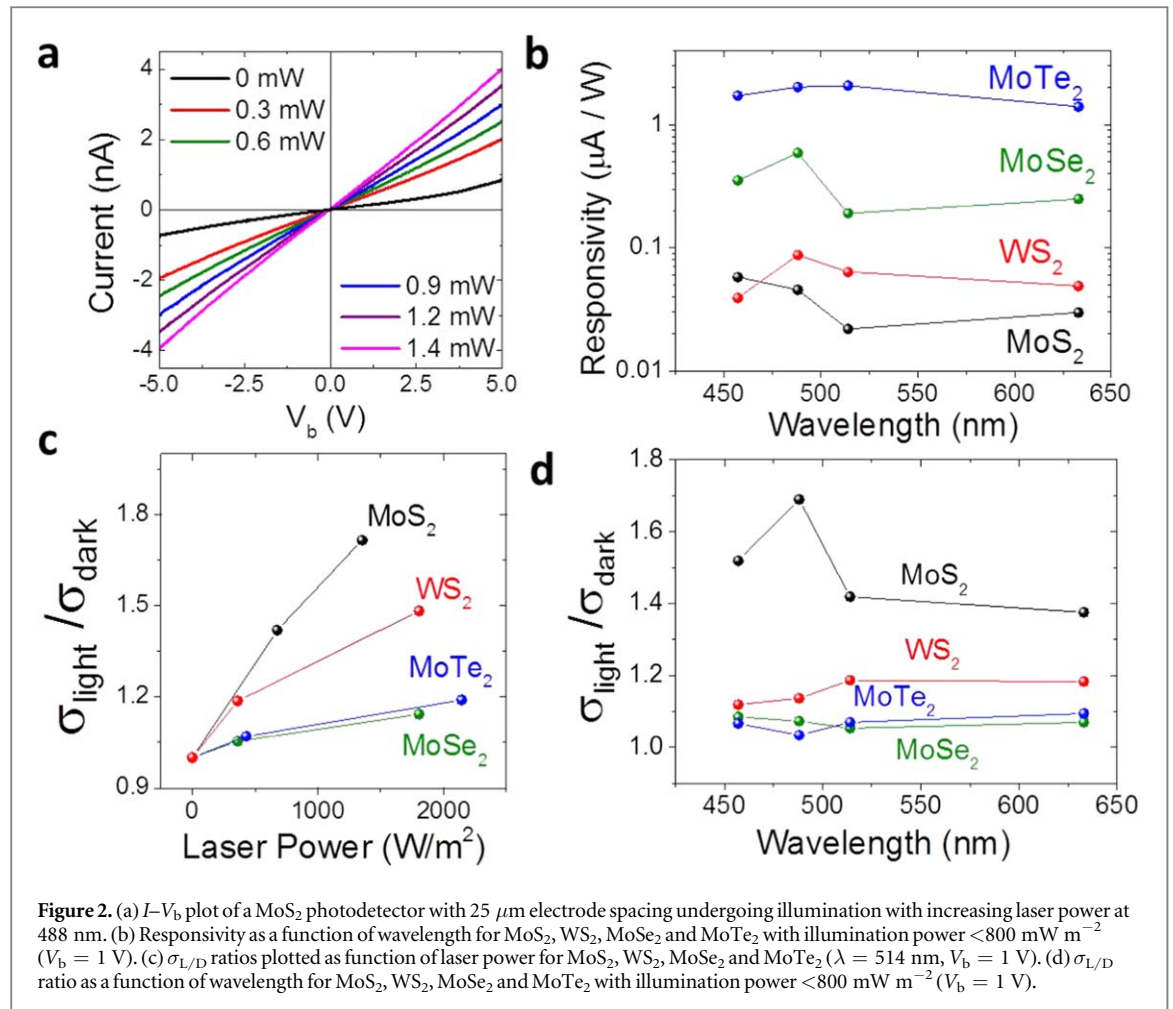 a
4
2
0
-2
-4
Current (nA)
0 mW
0.3 mW
0.6 mW
0.9 mW
1.2 mW
1.4 mW
-5.0 -2.5 0.0 2.5 5.0
V_b (V)
b
1
0.1
0.01
Responsivity (μA / W)
MoTe₂
MoSe₂
WS₂
MoS₂
450 500 550 600 650
Wavelength (nm)
c
1.8
1.5
1.2
0.9
σ_light /σ_dark
MoS₂
WS₂
MoTe₂
MoSe₂
0 1000 2000
Laser Power (W/m²)
d
1.8
1.6
1.4
1.2
1.0
σ_light /σ_dark
MoS₂
WS₂
MoTe₂
MoSe₂
450 500 550 600 650
Wavelength (nm)
Figure 2. (a) I–V_b plot of a MoS₂ photodetector with 25 μm electrode spacing undergoing illumination with increasing laser power at
488 nm. (b) Responsivity as a function of wavelength for MoS₂, WS₂, MoSe₂ and MoTe₂ with illumination power <800 mW m⁻²
(V_b = 1 V). (c) σ_L/D ratios plotted as function of laser power for MoS₂, WS₂, MoSe₂ and MoTe₂ (λ = 514 nm, V_b = 1 V). (d) σ_L/D
ratio as a function of wavelength for MoS₂, WS₂, MoSe₂ and MoTe₂ with illumination power <800 mW m⁻² (V_b = 1 V).